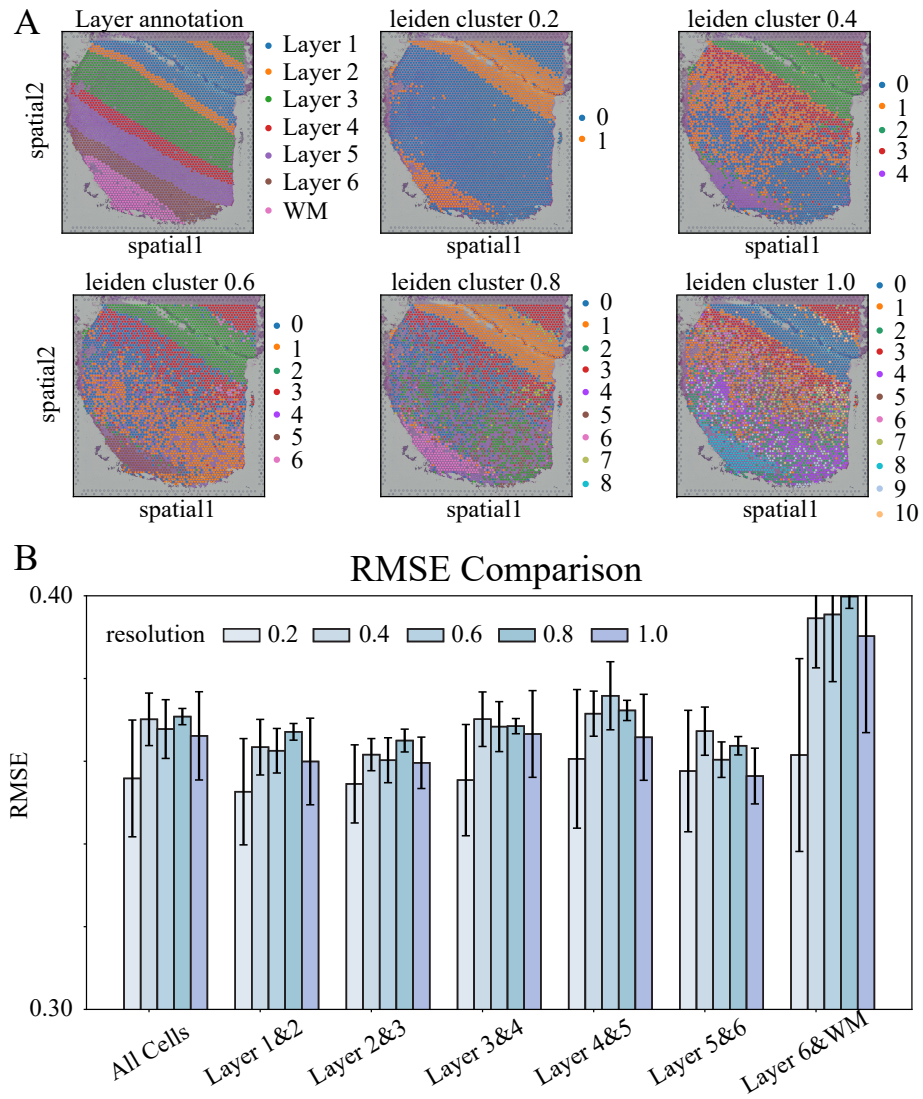 A
Layer annotation
spatial2
spatial1
Layer 1
Layer 2
Layer 3
Layer 4
Layer 5
Layer 6
WM
leiden cluster 0.2
spatial1
0
1
leiden cluster 0.4
spatial2
spatial1
0
1
2
3
4
leiden cluster 0.6
spatial2
spatial1
0
1
2
3
4
5
6
leiden cluster 0.8
spatial1
0
1
2
3
4
5
6
7
8
leiden cluster 1.0
spatial1
0
1
2
3
4
5
6
7
8
9
10
B
RMSE Comparison
0.40
resolution 0.2 0.4 0.6 0.8 1.0
RMSE
0.30
All Cells
Layer 1&2
Layer 2&3
Layer 3&4
Layer 4&5
Layer 5&6
Layer 6&WM